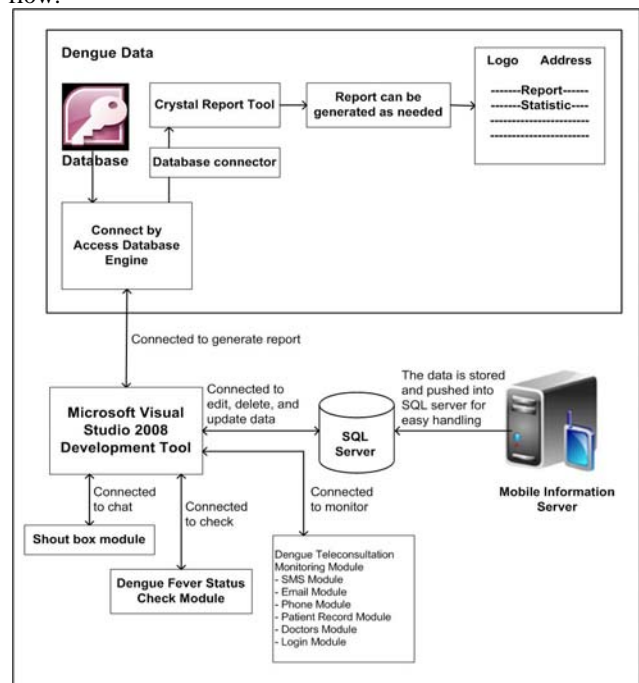 now.
Dengue Data
Logo Address
-------Report------
-------Statistic----
Crystal Report Tool
Report can be
generated as needed
Database
Database connector
Connect by
Access Database
Engine
Connected to generate report
Microsoft Visual
Studio 2008
Development Tool
Connected to
edit, delete, and
update data
SQL
Server
The data is stored
and pushed into
SQL server for
easy handling
Mobile Information
Server
Connected
to chat
Connected
to check
Connected
to monitor
Shout box module
Dengue Fever Status
Check Module
Dengue Teleconsultation
Monitoring Module
- SMS Module
- Email Module
- Phone Module
- Patient Record Module
- Doctors Module
- Login Module